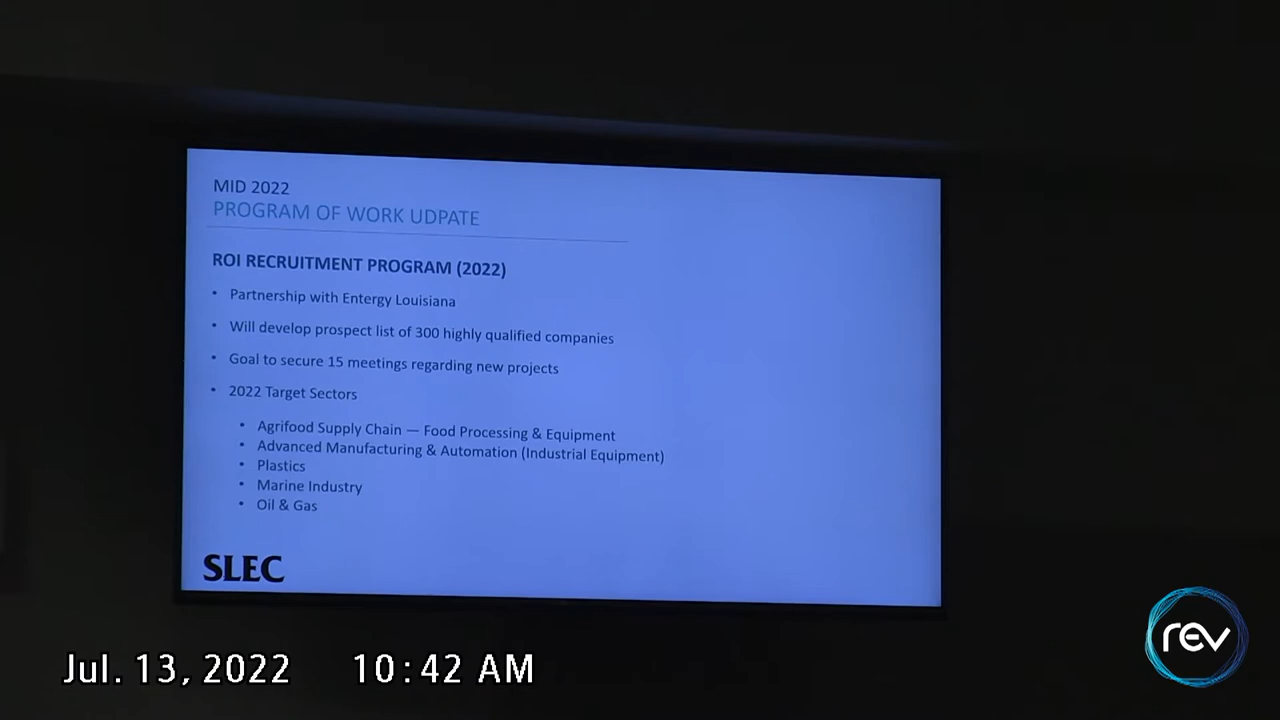 MID 2022
PROGRAM OF WORK UDPATE
ROI RECRUITMENT PROGRAM (2022)
• Partnership with Entergy Louisiana
• Will develop prospect list of 300 highly qualified companies
• Goal to secure 15 meetings regarding new projects
• 2022 Target Sectors
• Agrifood Supply Chain — Food Processing & Equipment
• Advanced Manufacturing & Automation (Industrial Equipment)
• Plastics
• Marine Industry
• Oil & Gas
SLEC
rev
Jul. 13, 2022 10:42 AM